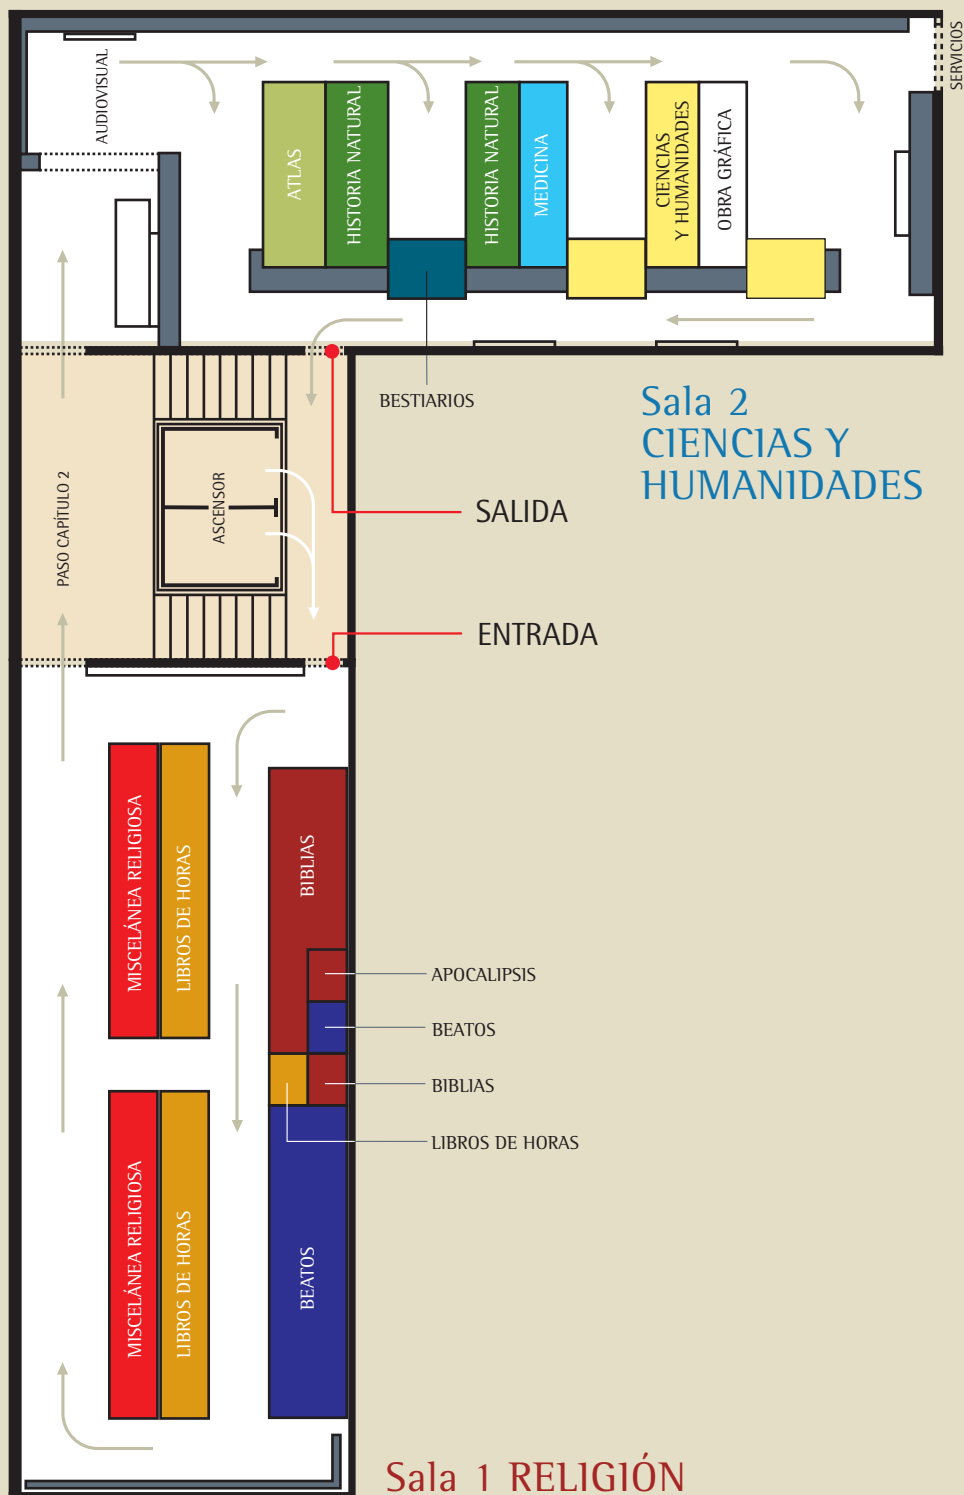 SERVICIOS
AUDIOVISUAL
ATLAS
HISTORIA NATURAL
HISTORIA NATURAL
MEDICINA
CIENCIAS
Y HUMANIDADES
OBRA GRÁFICA
BESTIARIOS
Sala 2
CIENCIAS Y
HUMANIDADES
PASO CAPÍTULO 2
ASCENSOR
SALIDA
ENTRADA
MISCELÁNEA RELIGIOSA
LIBROS DE HORAS
BIBLIAS
APOCALIPSIS
BEATOS
BIBLIAS
LIBROS DE HORAS
MISCELÁNEA RELIGIOSA
LIBROS DE HORAS
BEATOS
Sala 1 RELIGIÓN